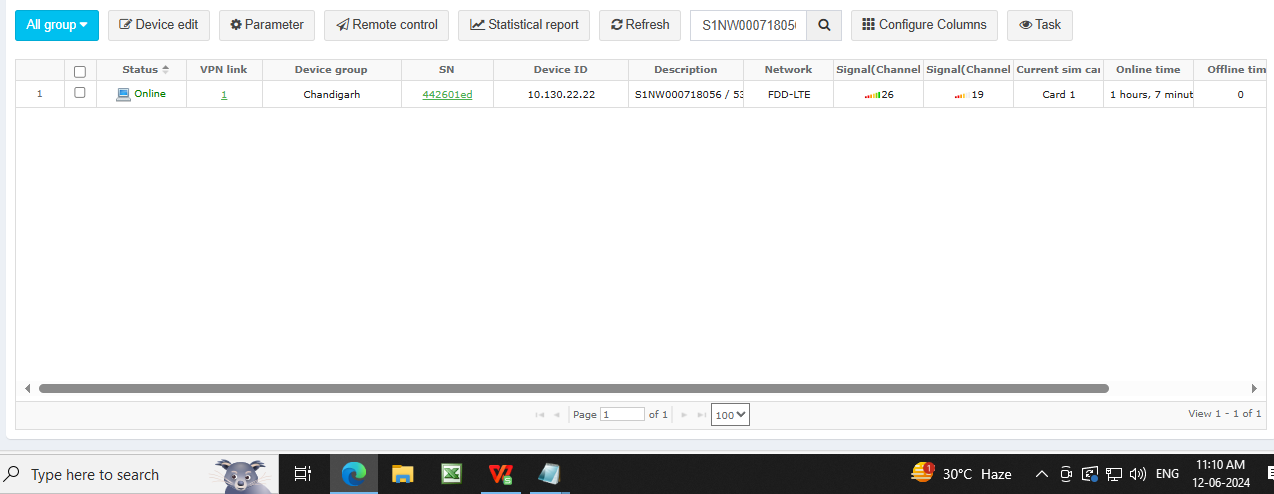 All group Device edit Parameter Remote control Statistical report Refresh S1NW00071805 Configure Columns Task
Status VPN link Device group SN Device ID Description Network Signal(Channel Signal(Channel Current sim car Online time Offline tim
1 Online 1 Chandigarh 442601ed 10.130.22.22 S1NW000718056 / 53 FDD-LTE 26 19 Card 1 1 hours, 7 minut 0
Page 1 of 1 100 View 1 - 1 of 1
Type here to search 1 30°C Haze ENG 11:10 AM
12-06-2024